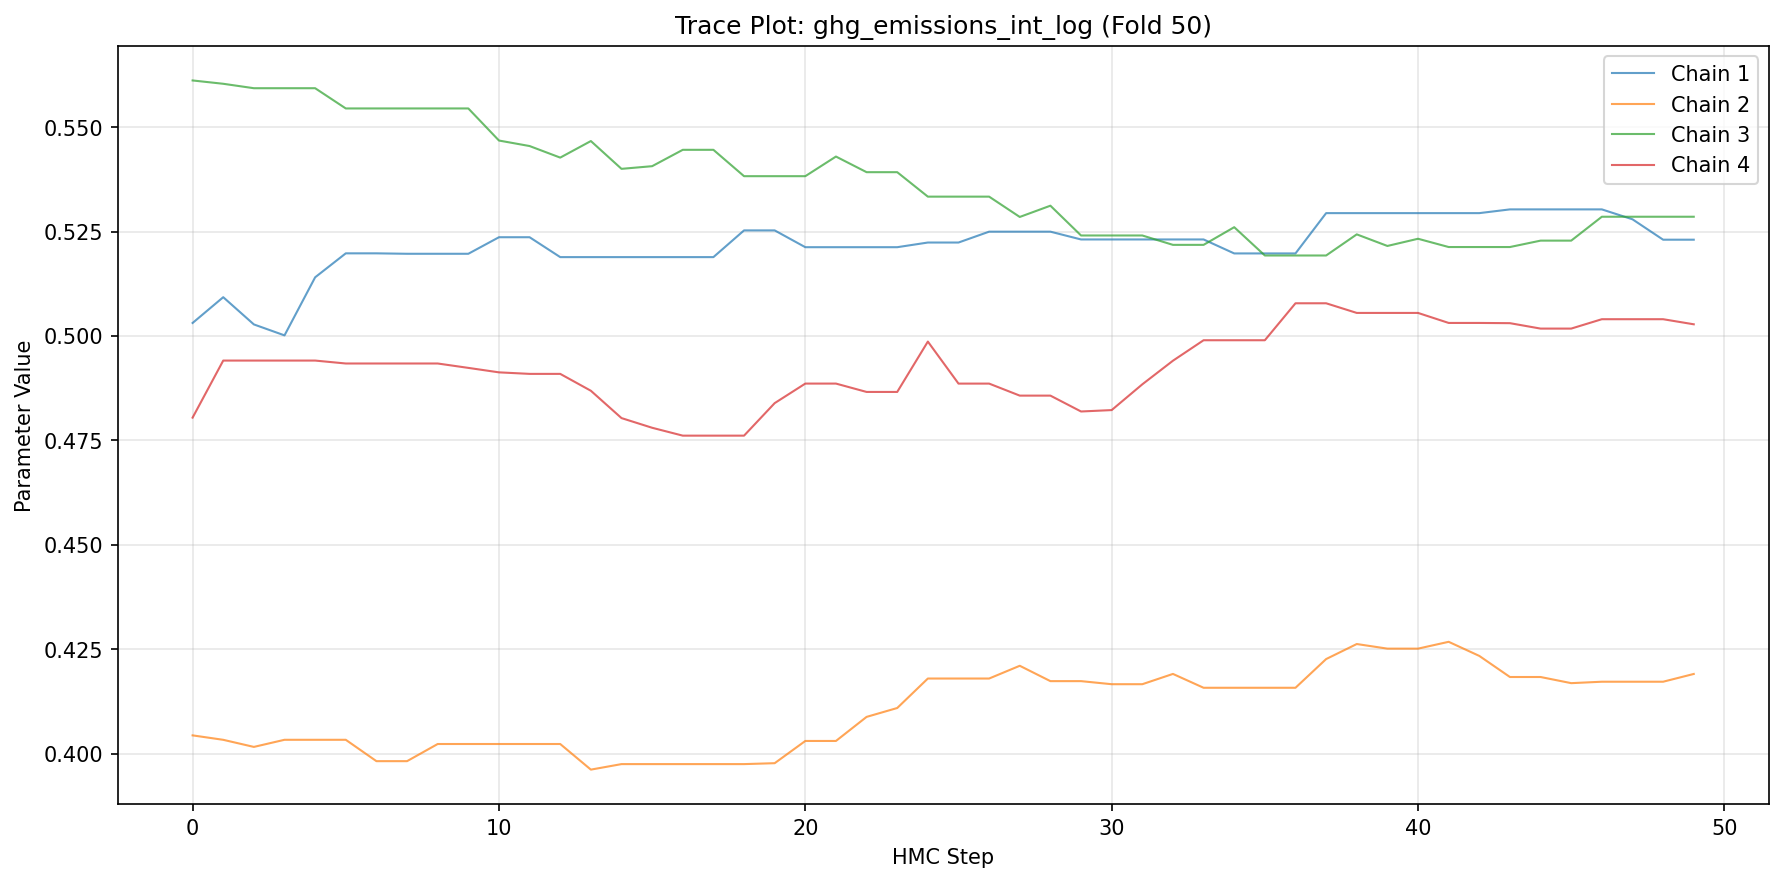 Trace Plot: ghg_emissions_int_log (Fold 50)
Chain 1
Chain 2
Chain 3
Chain 4
Parameter Value
0.550
0.525
0.500
0.475
0.450
0.425
0.400
0 10 20 30 40 50
HMC Step